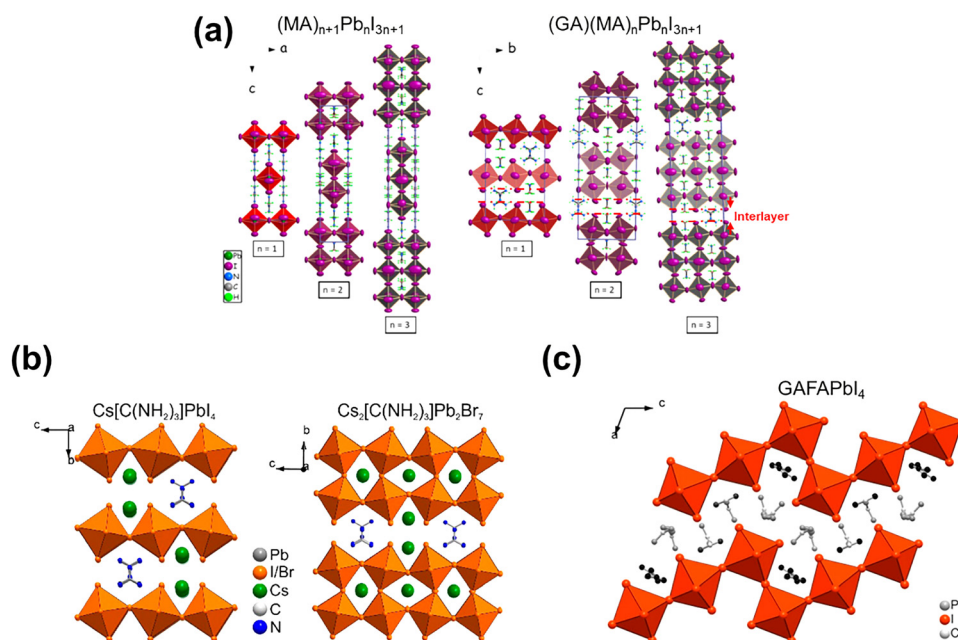 (a)
(MA)ₙ₊₁PbₙI₃ₙ₊₁
(GA)(MA)ₙPbₙI₃ₙ₊₁
a
c
b
c
n = 1
n = 2
n = 3
n = 1
n = 2
n = 3
Interlayer
Pb
I
N
C
H
(b)
Cs[C(NH₂)₃]PbI₄
Cs₂[C(NH₂)₃]Pb₂Br₇
c
a
b
b
c
a
Pb
I/Br
Cs
C
N
(c)
GAFAPbI₄
c
a
P
I